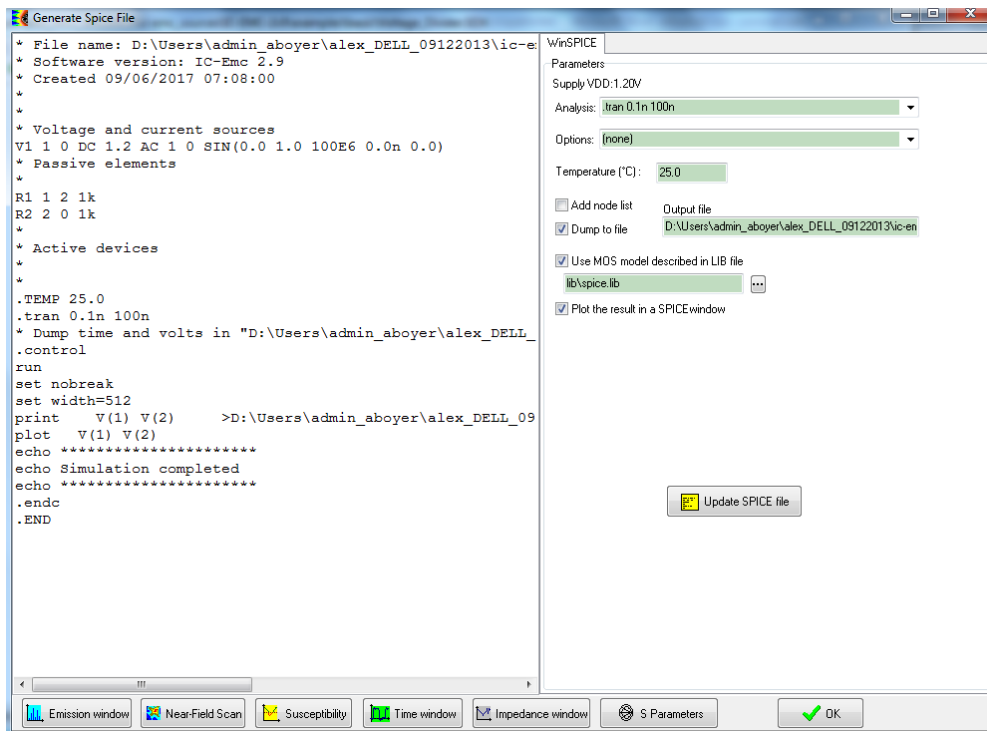 Generate Spice File
* File name: D:\Users\admin_aboyer\alex_DELL_09122013\ic-e
* Software version: IC-Emc 2.9
* Created 09/06/2017 07:08:00
*
*
* Voltage and current sources
V1 1 0 DC 1.2 AC 1 0 SIN(0.0 1.0 100E6 0.0n 0.0)
* Passive elements
*
R1 1 2 1k
R2 2 0 1k
*
* Active devices
*
*
.TEMP 25.0
.tran 0.1n 100n
* Dump time and volts in "D:\Users\admin_aboyer\alex_DELL_
.control
run
set nobreak
set width=512
print    V(1) V(2)     >D:\Users\admin_aboyer\alex_DELL_09
plot   V(1) V(2)
echo **********************
echo Simulation completed
echo **********************
.endc
.END
WinSPICE
Parameters
Supply VDD:1.20V
Analysis: .tran 0.1n 100n
Options: (none)
Temperature (°C) : 25.0
Add node list
Output file
Dump to file D:\Users\admin_aboyer\alex_DELL_09122013\ic-en
Use MOS model described in LIB file
lib\spice.lib ...
Plot the result in a SPICE window
Update SPICE file
Emission window Near-Field Scan Susceptibility Time window Impedance window S Parameters OK